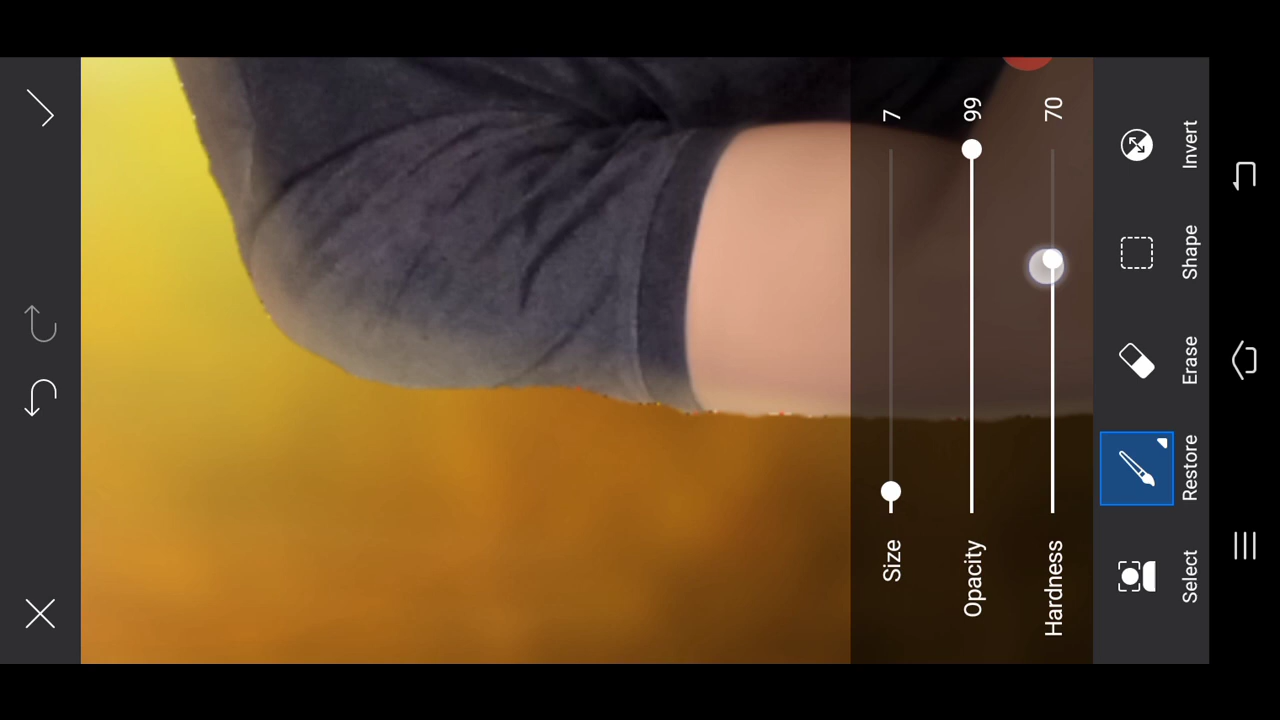 Size 7
Opacity 99
Hardness 70
Select
Restore
Erase
Shape
Invert